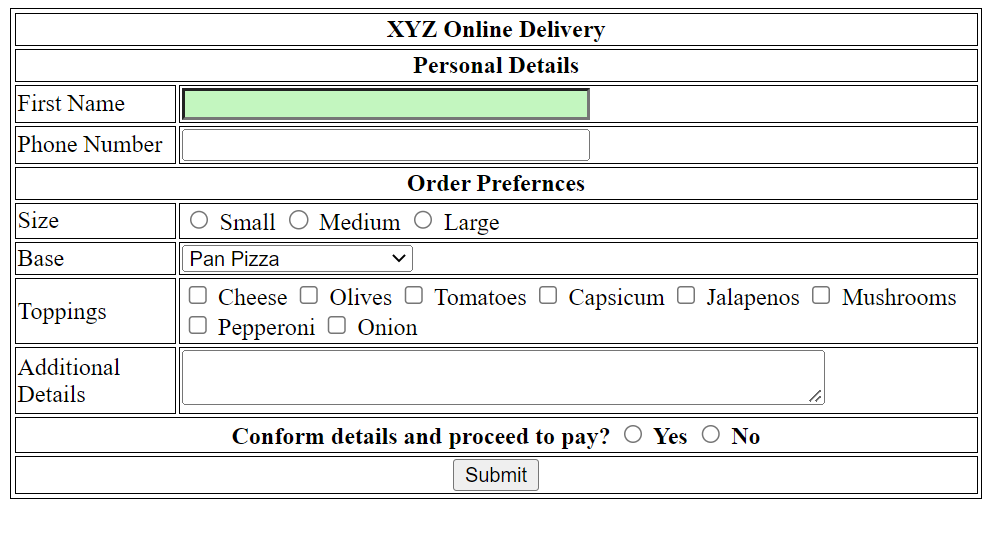 XYZ Online Delivery
Personal Details
First Name
Phone Number
Order Prefernces
Size Small Medium Large
Base Pan Pizza
Toppings Cheese Olives Tomatoes Capsicum Jalapenos Mushrooms
Pepperoni Onion
Additional
Details
Conform details and proceed to pay? Yes No
Submit